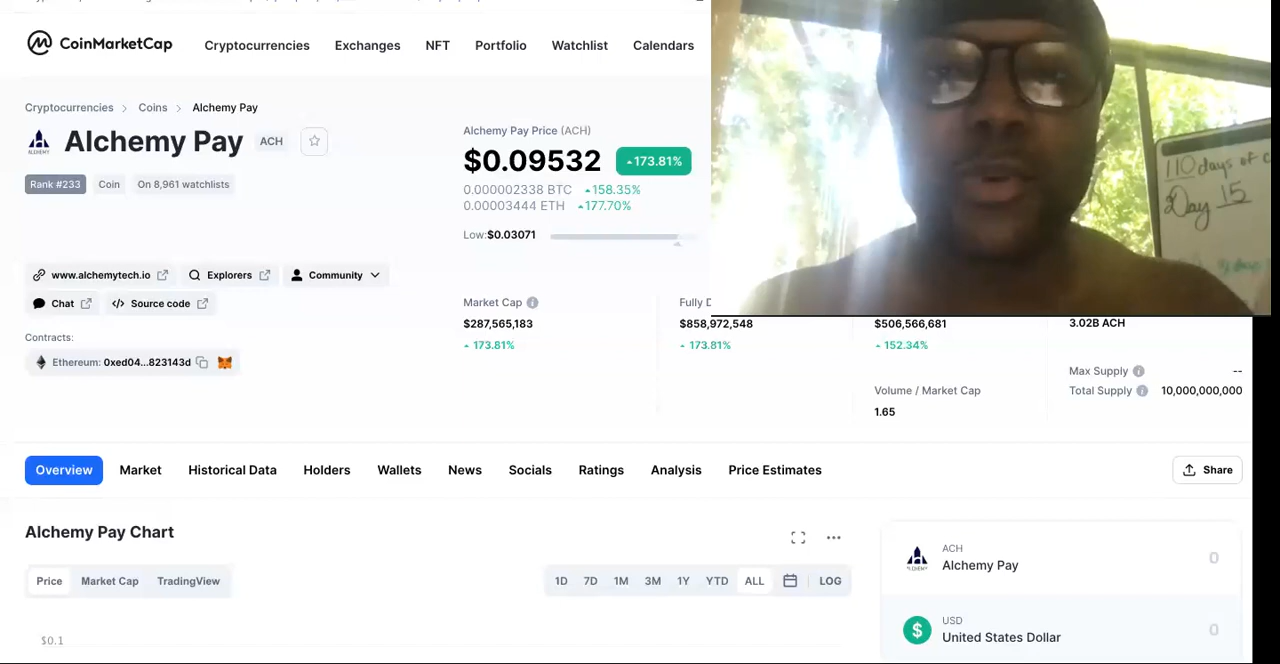 CoinMarketCap
Cryptocurrencies Exchanges NFT Portfolio Watchlist Calendars
Cryptocurrencies > Coins > Alchemy Pay
ALCHEMY Alchemy Pay ACH
Rank #233 Coin On 8,961 watchlists
www.alchemytech.io Explorers Community
Chat Source code
Contracts:
Ethereum: 0xed04...823143d
Alchemy Pay Price (ACH)
$0.09532 173.81%
0.000002338 BTC 158.35%
0.00003444 ETH 177.70%
Low:$0.03071
110 days of
Day 15
Market Cap
$287,565,183
173.81%
Fully
$858,972,548
173.81%
$506,566,681
152.34%
Volume / Market Cap
1.65
3.02B ACH
Max Supply --
Total Supply 10,000,000,000
Overview Market Historical Data Holders Wallets News Socials Ratings Analysis Price Estimates
Share
Alchemy Pay Chart
Price Market Cap TradingView
1D 7D 1M 3M 1Y YTD ALL LOG
$0.1
ALCHEMY
ACH
Alchemy Pay
0
$
USD
United States Dollar
0